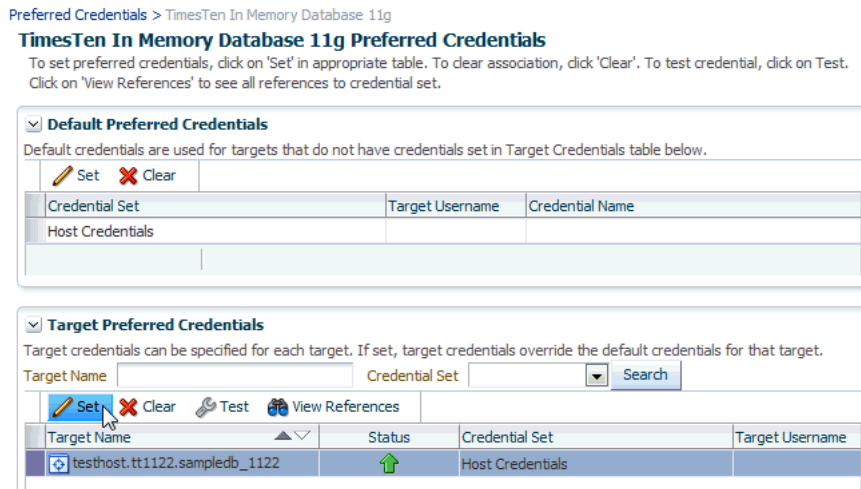 Preferred Credentials > TimesTen In Memory Database 11g
TimesTen In Memory Database 11g Preferred Credentials
To set preferred credentials, click on 'Set' in appropriate table. To clear association, click 'Clear'. To test credential, click on Test.
Click on 'View References' to see all references to credential set.
Default Preferred Credentials
Default credentials are used for targets that do not have credentials set in Target Credentials table below.
Set Clear
Credential Set Target Username Credential Name
Host Credentials
Target Preferred Credentials
Target credentials can be specified for each target. If set, target credentials override the default credentials for that target.
Target Name Credential Set Search
Set Clear Test View References
Target Name Status Credential Set Target Username
testhost.tt1122.sampledb_1122 Host Credentials